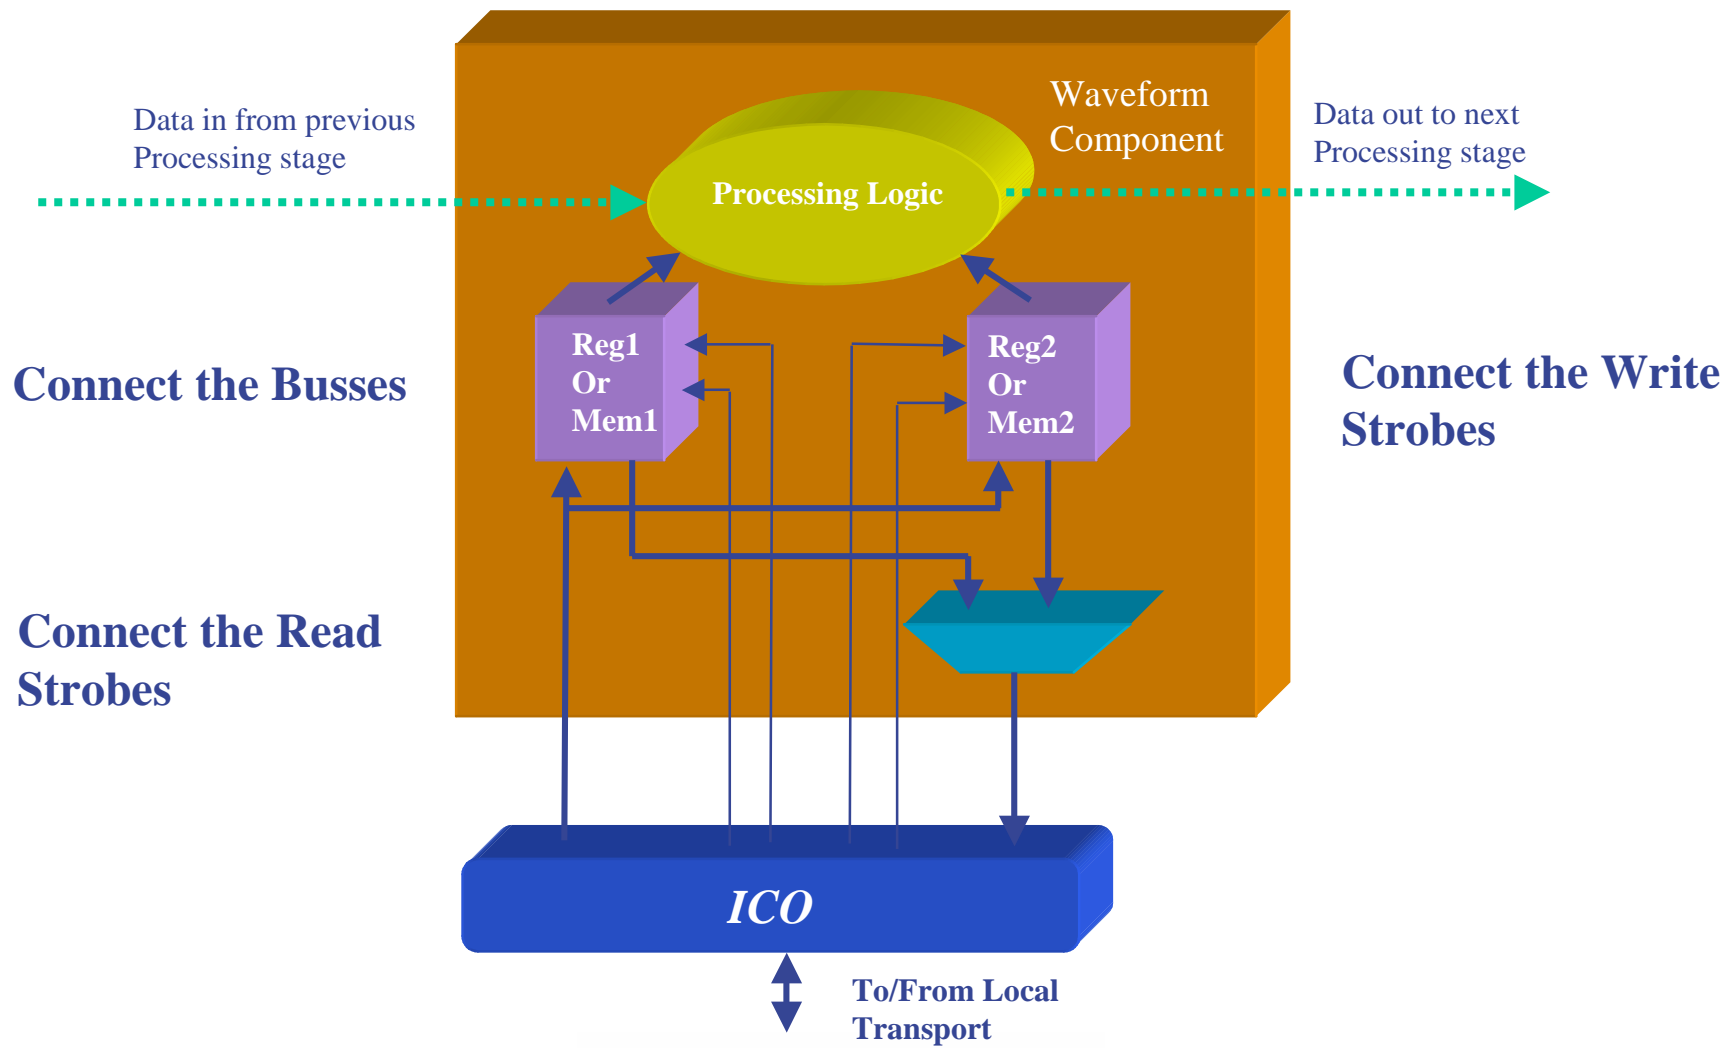 Waveform
Component
Data in from previous
Processing stage
Data out to next
Processing stage
Processing Logic
Reg1
Or
Mem1
Reg2
Or
Mem2
Connect the Busses
Connect the Write
Strobes
Connect the Read
Strobes
ICO
To/From Local
Transport